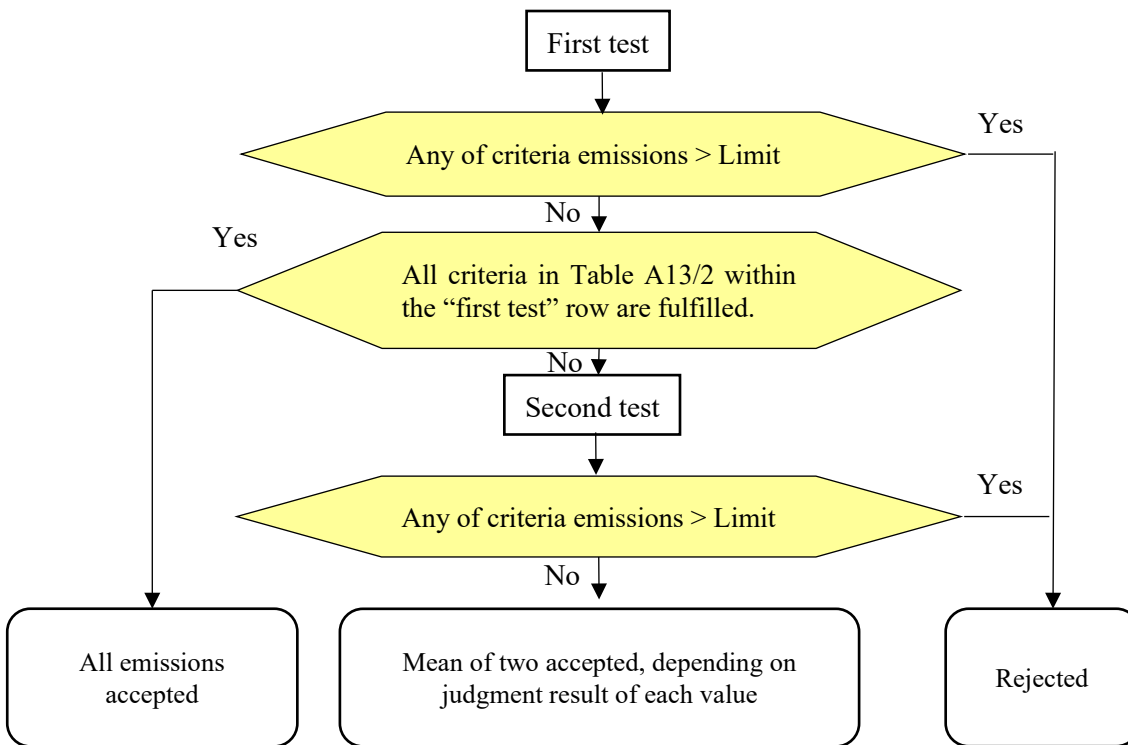 First test
Any of criteria emissions > Limit
Yes
No
Yes
All criteria in Table A13/2 within
the “first test” row are fulfilled.
No
Second test
Any of criteria emissions > Limit
Yes
No
All emissions
accepted
Mean of two accepted, depending on
judgment result of each value
Rejected